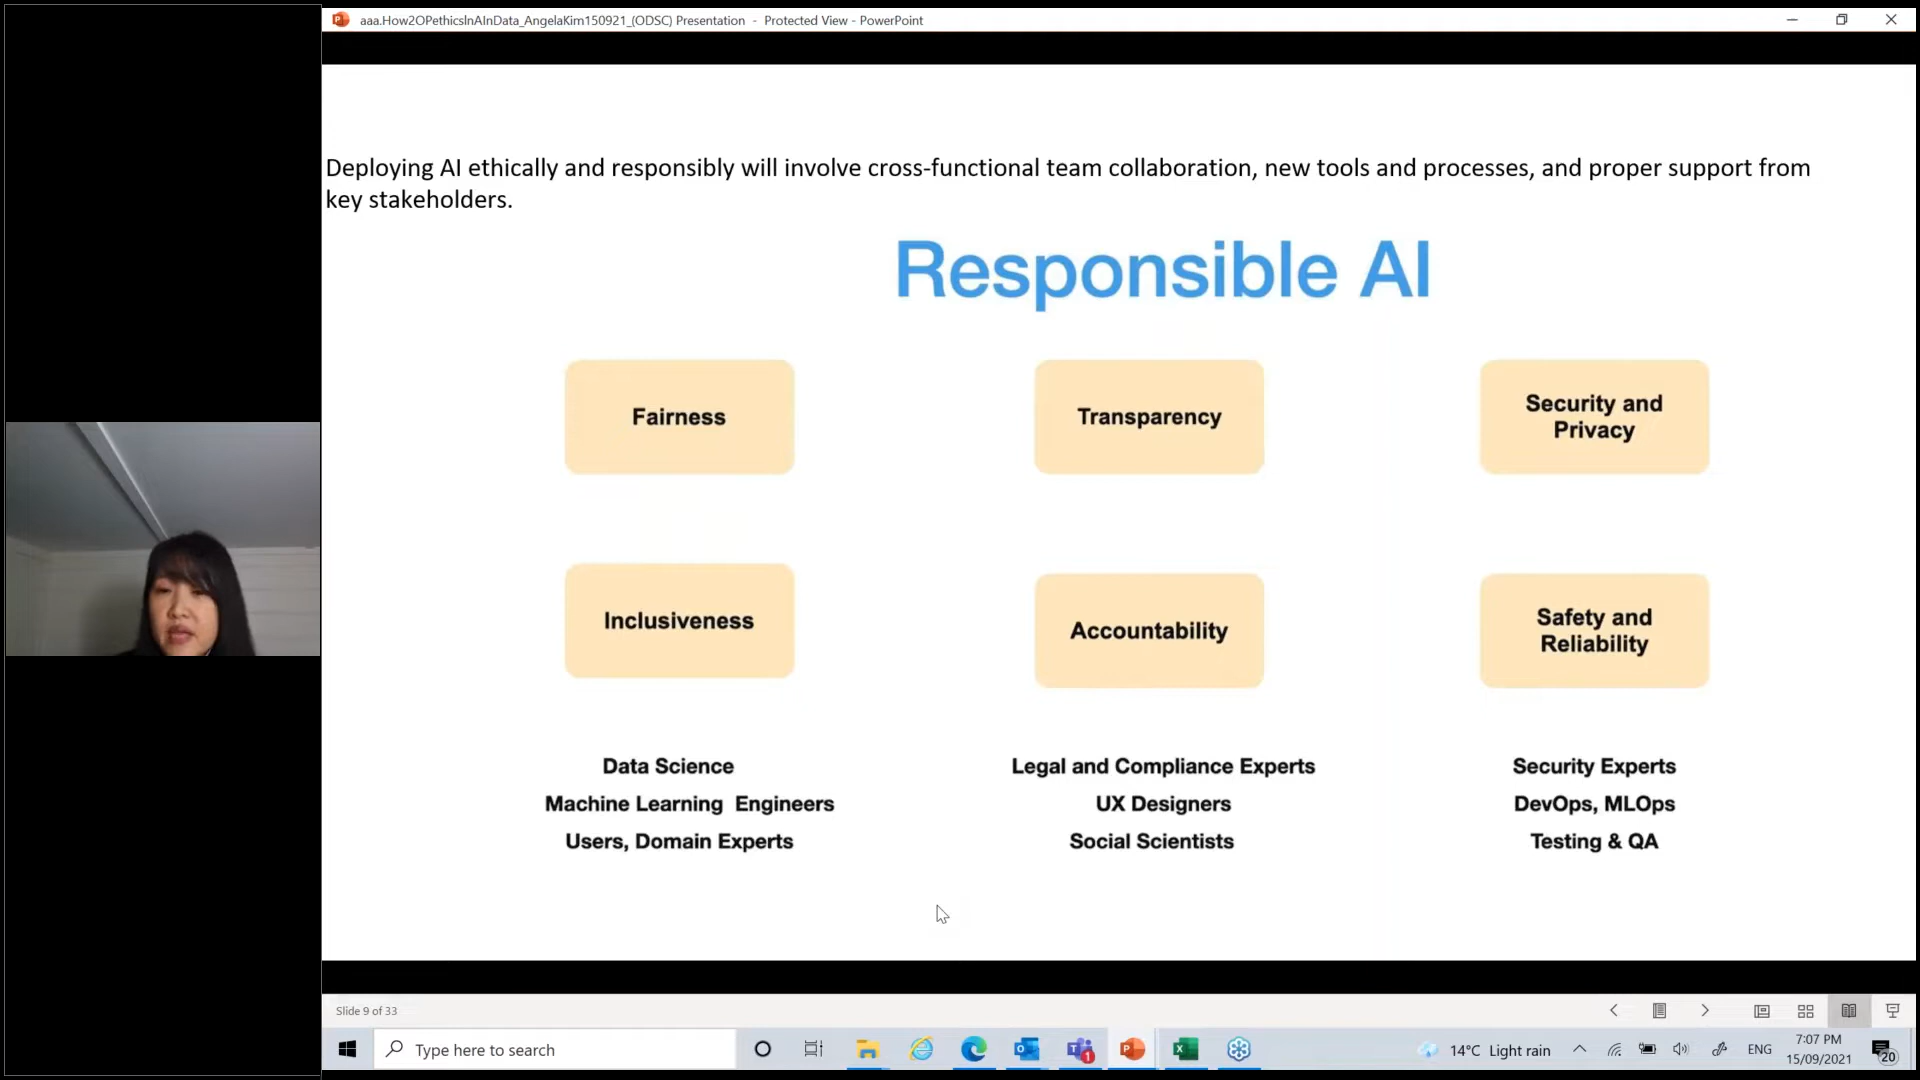 aaa.How2OPethicsInAInData_AngelaKim150921_(ODSC) Presentation - Protected View - PowerPoint
Deploying AI ethically and responsibly will involve cross-functional team collaboration, new tools and processes, and proper support from
key stakeholders.
Responsible AI
Fairness
Transparency
Security and
Privacy
Inclusiveness
Accountability
Safety and
Reliability
Data Science
Machine Learning Engineers
Users, Domain Experts
Legal and Compliance Experts
UX Designers
Social Scientists
Security Experts
DevOps, MLOps
Testing & QA
Slide 9 of 33
Type here to search
1
14°C Light rain
ENG
7:07 PM
15/09/2021
20